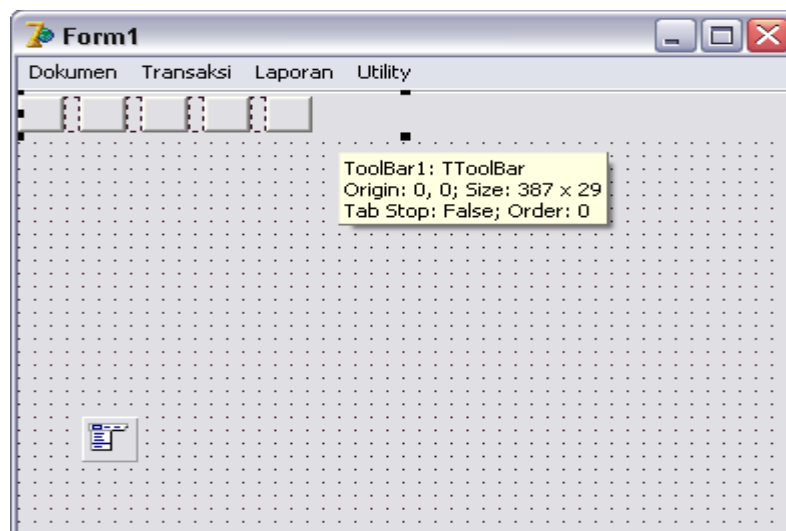 Form1
Dokumen Transaksi Laporan Utility
ToolBar1: TToolBar
Origin: 0, 0; Size: 387 x 29
Tab Stop: False; Order: 0